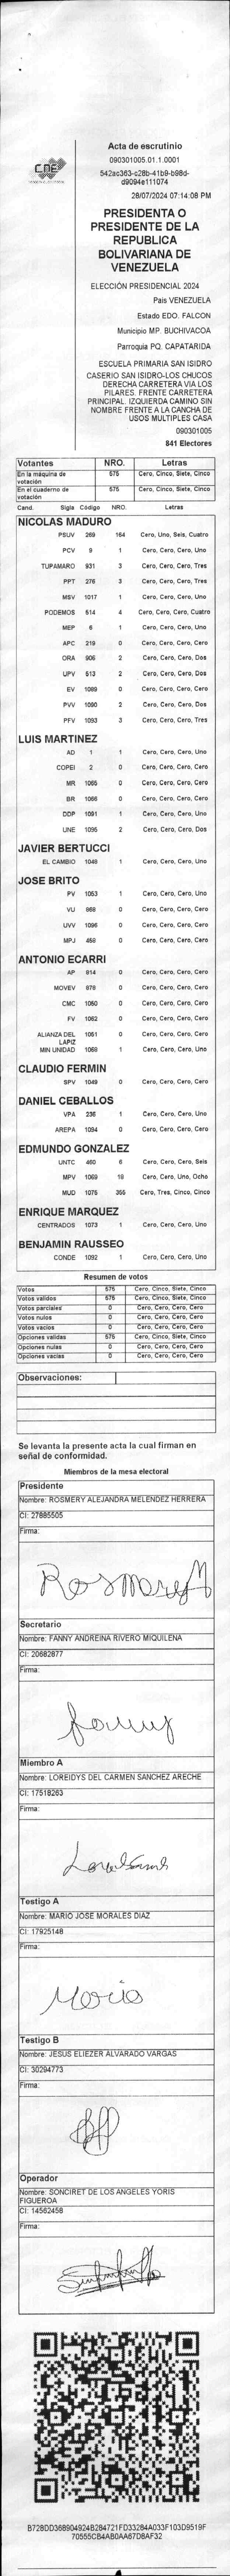 CNE
Acta de escrutinio
090301005.01.1.0001
542ac363-c28b-41b9-b98d-
d9094e111074
28/07/2024 07:14:08 PM
PRESIDENTA O
PRESIDENTE DE LA
REPUBLICA
BOLIVARIANA DE
VENEZUELA
ELECCIÓN PRESIDENCIAL 2024
Pais VENEZUELA
Estado EDO. FALCON
Municipio MP. BUCHIVACOA
Parroquia PQ. CAPATARIDA
ESCUELA PRIMARIA SAN ISIDRO
CASERIO SAN ISIDRO-LOS CHUCOS
DERECHA CARRETERA VIA LOS
PILARES. FRENTE CARRETERA
PRINCIPAL. IZQUIERDA CAMINO SIN
NOMBRE FRENTE A LA CANCHA DE
USOS MULTIPLES CASA
090301005
841 Electores
Votantes NRO. Letras
En la máquina de votación 575 Cero, Cinco, Siete, Cinco
En el cuaderno de votación 575 Cero, Cinco, Siete, Cinco
Cand. Sigla Código NRO. Letras
NICOLAS MADURO
PSUV 269 164 Cero, Uno, Seis, Cuatro
PCV 9 1 Cero, Cero, Cero, Uno
TUPAMARO 931 3 Cero, Cero, Cero, Tres
PPT 276 3 Cero, Cero, Cero, Tres
MSV 1017 1 Cero, Cero, Cero, Uno
PODEMOS 514 4 Cero, Cero, Cero, Cuatro
MEP 6 1 Cero, Cero, Cero, Uno
APC 219 0 Cero, Cero, Cero, Cero
ORA 906 2 Cero, Cero, Cero, Dos
UPV 513 2 Cero, Cero, Cero, Dos
EV 1089 0 Cero, Cero, Cero, Cero
PVV 1090 2 Cero, Cero, Cero, Dos
PFV 1093 3 Cero, Cero, Cero, Tres
LUIS MARTINEZ
AD 1 1 Cero, Cero, Cero, Uno
COPEI 2 0 Cero, Cero, Cero, Cero
MR 1065 0 Cero, Cero, Cero, Cero
BR 1066 0 Cero, Cero, Cero, Cero
DDP 1091 1 Cero, Cero, Cero, Uno
UNE 1095 2 Cero, Cero, Cero, Dos
JAVIER BERTUCCI
EL CAMBIO 1048 1 Cero, Cero, Cero, Uno
JOSE BRITO
PV 1053 1 Cero, Cero, Cero, Uno
VU 868 0 Cero, Cero, Cero, Cero
UVV 1096 0 Cero, Cero, Cero, Cero
MPJ 458 0 Cero, Cero, Cero, Cero
ANTONIO ECARRI
AP 914 0 Cero, Cero, Cero, Cero
MOVEV 878 0 Cero, Cero, Cero, Cero
CMC 1050 0 Cero, Cero, Cero, Cero
FV 1062 0 Cero, Cero, Cero, Cero
ALIANZA DEL LAPIZ 1051 0 Cero, Cero, Cero, Cero
MIN UNIDAD 1068 1 Cero, Cero, Cero, Uno
CLAUDIO FERMIN
SPV 1049 0 Cero, Cero, Cero, Cero
DANIEL CEBALLOS
VPA 236 1 Cero, Cero, Cero, Uno
AREPA 1094 0 Cero, Cero, Cero, Cero
EDMUNDO GONZALEZ
UNTC 460 6 Cero, Cero, Cero, Seis
MPV 1069 18 Cero, Cero, Uno, Ocho
MUD 1075 355 Cero, Tres, Cinco, Cinco
ENRIQUE MARQUEZ
CENTRADOS 1073 1 Cero, Cero, Cero, Uno
BENJAMIN RAUSSEO
CONDE 1092 1 Cero, Cero, Cero, Uno
Resumen de votos
Votos 575 Cero, Cinco, Siete, Cinco
Votos validos 575 Cero, Cinco, Siete, Cinco
Votos parciales 0 Cero, Cero, Cero, Cero
Votos nulos 0 Cero, Cero, Cero, Cero
Votos vacios 0 Cero, Cero, Cero, Cero
Opciones validas 575 Cero, Cinco, Siete, Cinco
Opciones nulas 0 Cero, Cero, Cero, Cero
Opciones vacias 0 Cero, Cero, Cero, Cero
Observaciones:
Se levanta la presente acta la cual firman en
señal de conformidad.
Miembros de la mesa electoral
Presidente
Nombre: ROSMERY ALEJANDRA MELENDEZ HERRERA
CI: 27885505
Firma:
Rosmery M
Secretario
Nombre: FANNY ANDREINA RIVERO MIQUILENA
CI: 20682877
Firma:
Miembro A
Nombre: LOREIDYS DEL CARMEN SANCHEZ ARECHE
CI: 17518263
Firma:
Testigo A
Nombre: MARIO JOSE MORALES DIAZ
CI: 17925148
Firma:
Mario
Testigo B
Nombre: JESUS ELIEZER ALVARADO VARGAS
CI: 30294773
Firma:
Operador
Nombre: SONCIRET DE LOS ANGELES YORIS
FIGUEROA
CI: 14562458
Firma:
B728DD368904924B284721FD33284A033F103D9519F
70555CB4AB0AA67D8AF32